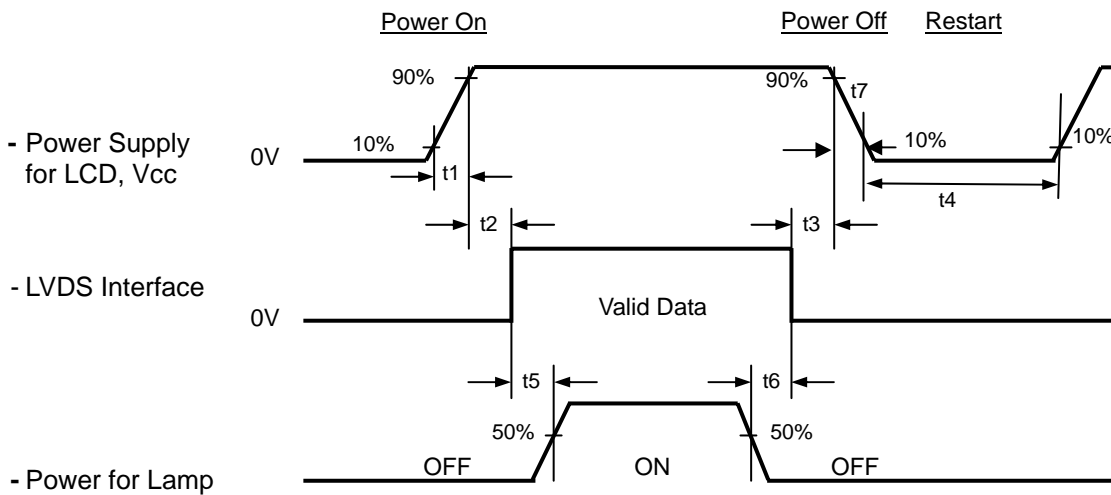 Power On
Power Off
Restart
90%
90%
t7
- Power Supply
for LCD, Vcc
0V
10%
10%
10%
t1
t4
t2
t3
- LVDS Interface
0V
Valid Data
t5
t6
50%
50%
- Power for Lamp
OFF
ON
OFF